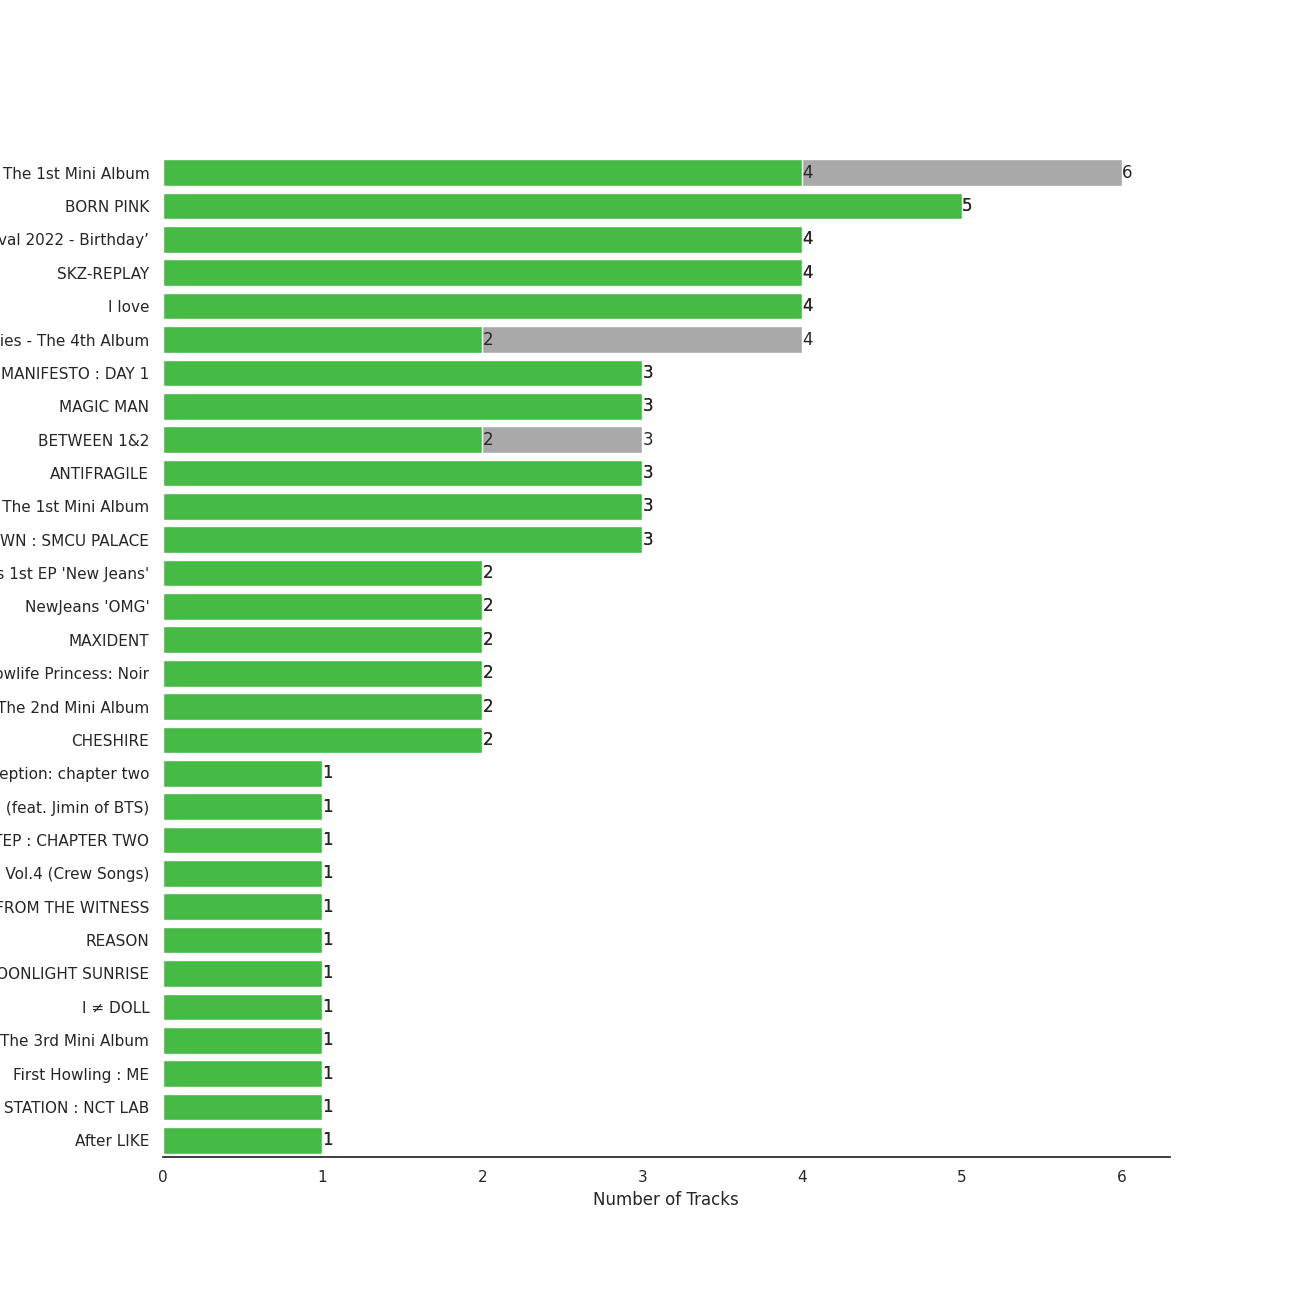 The 1st Mini Album 4 6
BORN PINK 5
val 2022 - Birthday’ 4
SKZ-REPLAY 4
I love 4
ies - The 4th Album 2 4
MANIFESTO : DAY 1 3
MAGIC MAN 3
BETWEEN 1&2 2 3
ANTIFRAGILE 3
The 1st Mini Album 3
WN : SMCU PALACE 3
s 1st EP 'New Jeans' 2
NewJeans 'OMG' 2
MAXIDENT 2
owlife Princess: Noir 2
The 2nd Mini Album 2
CHESHIRE 2
eption: chapter two 1
(feat. Jimin of BTS) 1
TEP : CHAPTER TWO 1
Vol.4 (Crew Songs) 1
FROM THE WITNESS 1
REASON 1
OONLIGHT SUNRISE 1
I ≠ DOLL 1
The 3rd Mini Album 1
First Howling : ME 1
STATION : NCT LAB 1
After LIKE 1
0 1 2 3 4 5 6
Number of Tracks